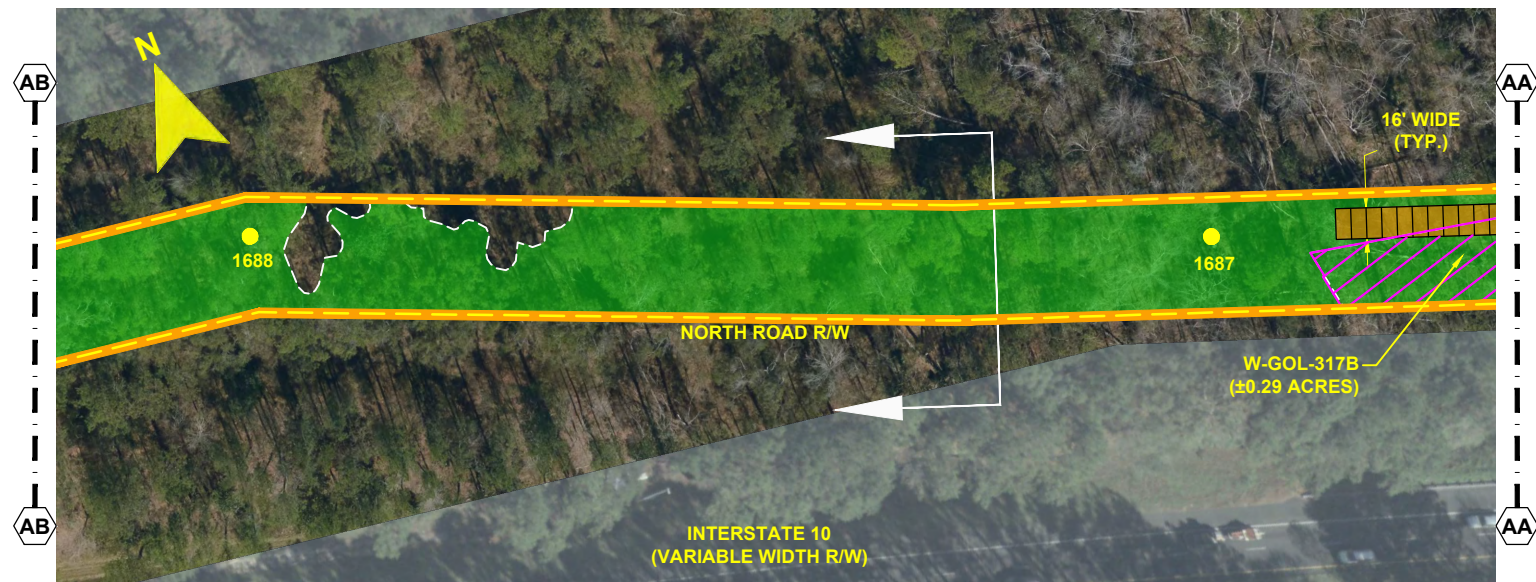 N
AB
AA
16' WIDE
(TYP.)
1688
1687
NORTH ROAD R/W
W-GOL-317B
(±0.29 ACRES)
AB
AA
INTERSTATE 10
(VARIABLE WIDTH R/W)